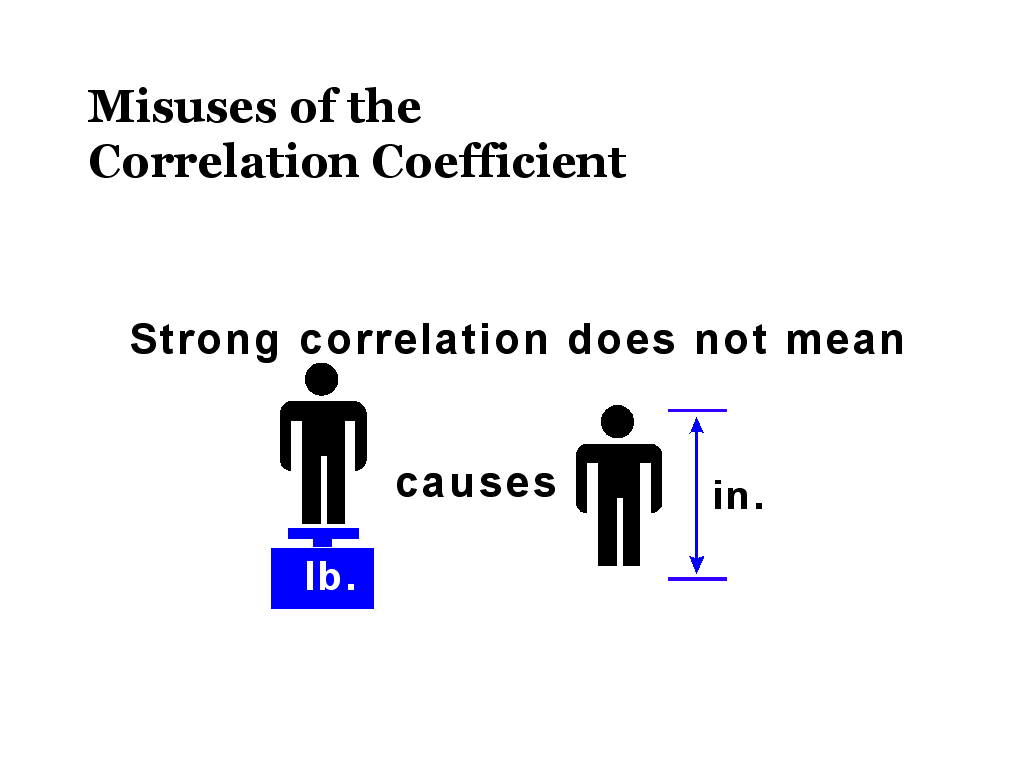 Misuses of the
Correlation Coefficient
Strong correlation does not mean
causes
in.
lb.